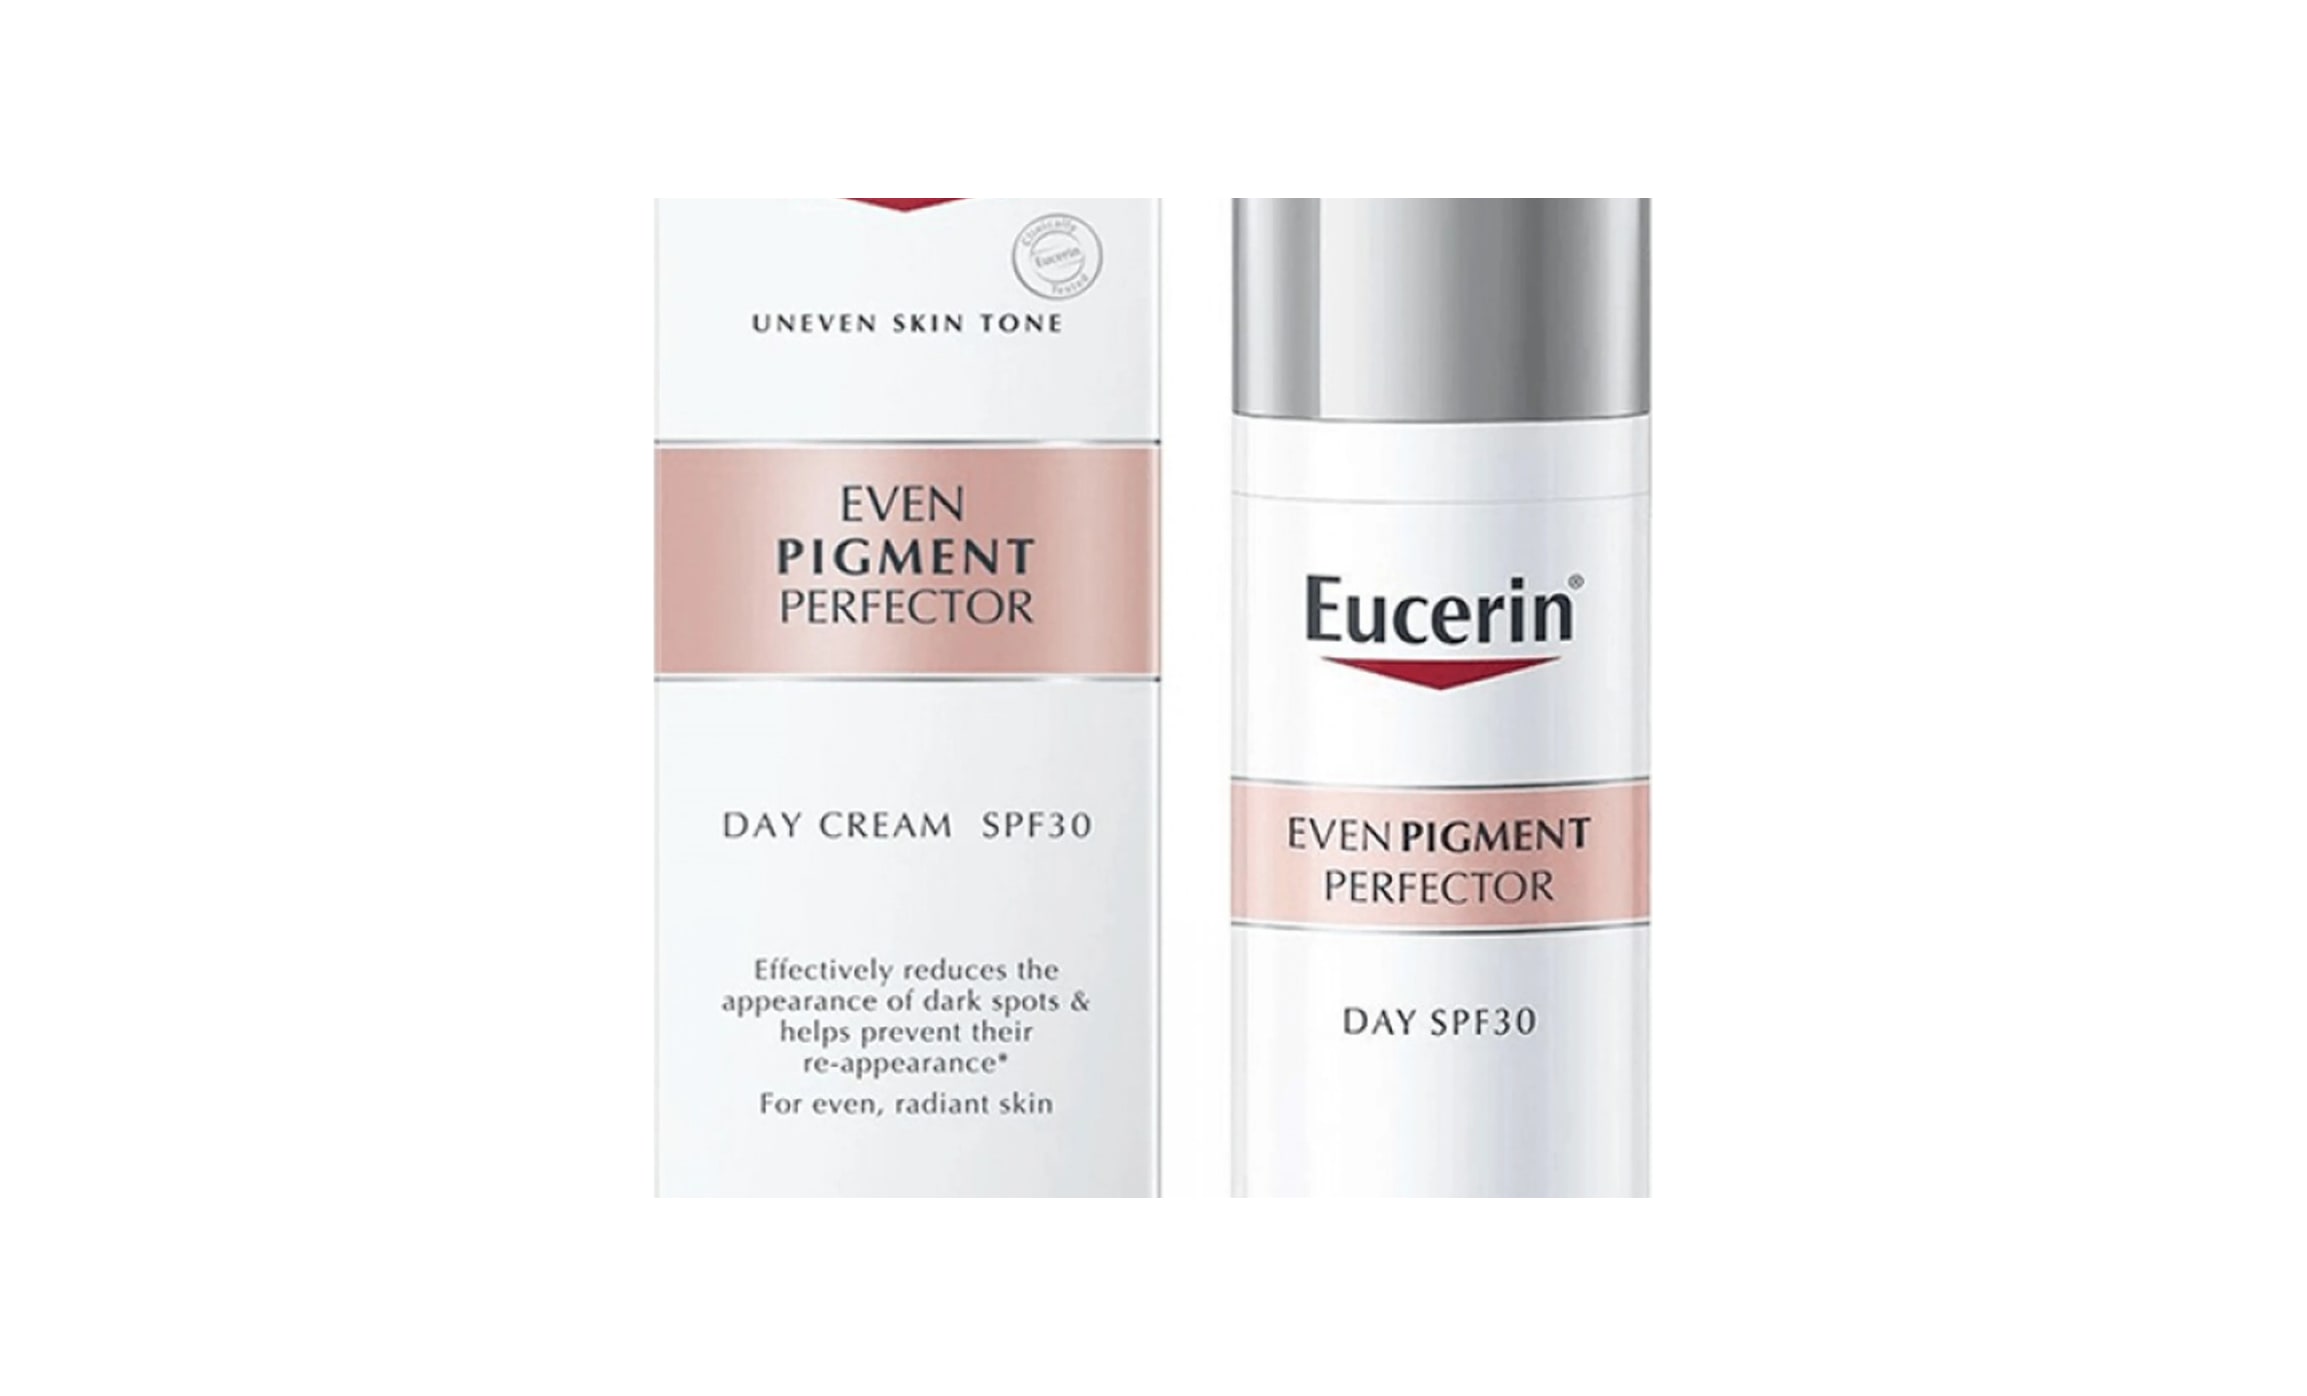 Clinically
Eucerin
Tested
UNEVEN SKIN TONE
EVEN
PIGMENT
PERFECTOR
DAY CREAM SPF30
Effectively reduces the
appearance of dark spots &
helps prevent their
re-appearance*
For even, radiant skin
Eucerin®
EVEN PIGMENT
PERFECTOR
DAY SPF30